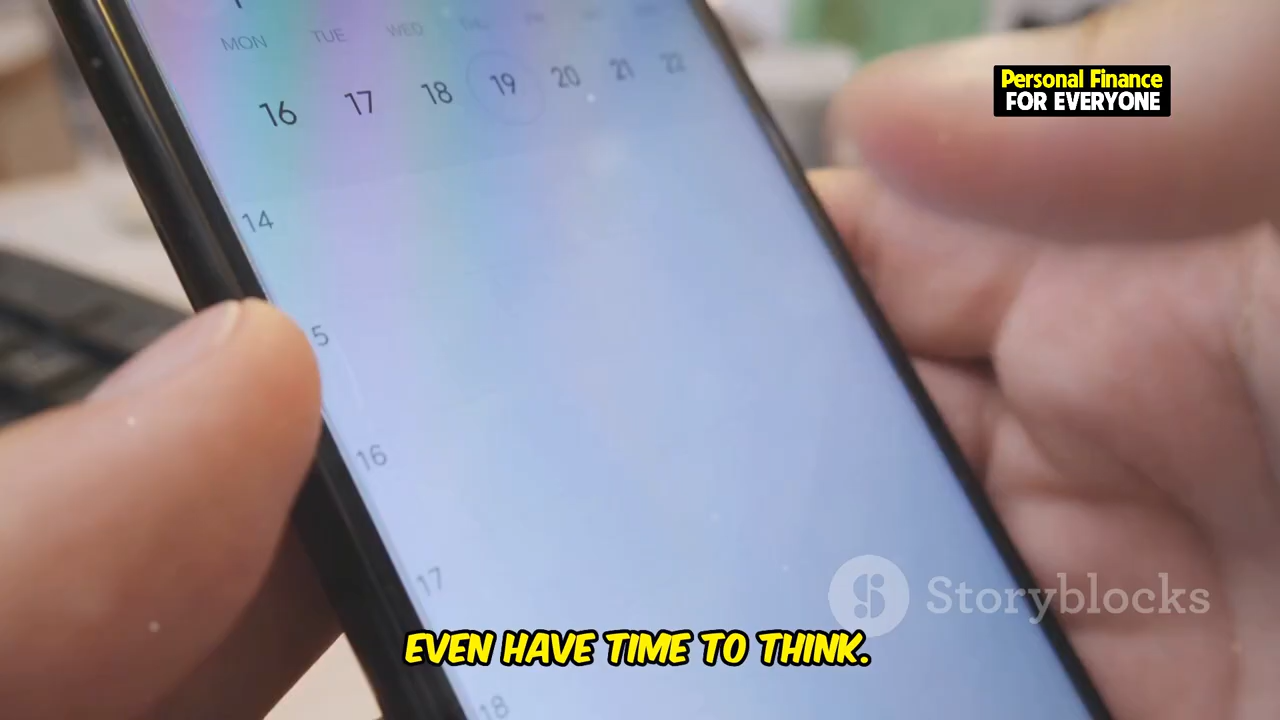 MON TUE WED
16 17 18 19 20 21 22
Personal Finance
FOR EVERYONE
14
5
16
17
Storyblocks
EVEN HAVE TIME TO THINK.
18